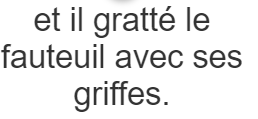 et il gratté le
fauteuil avec ses
griffes.